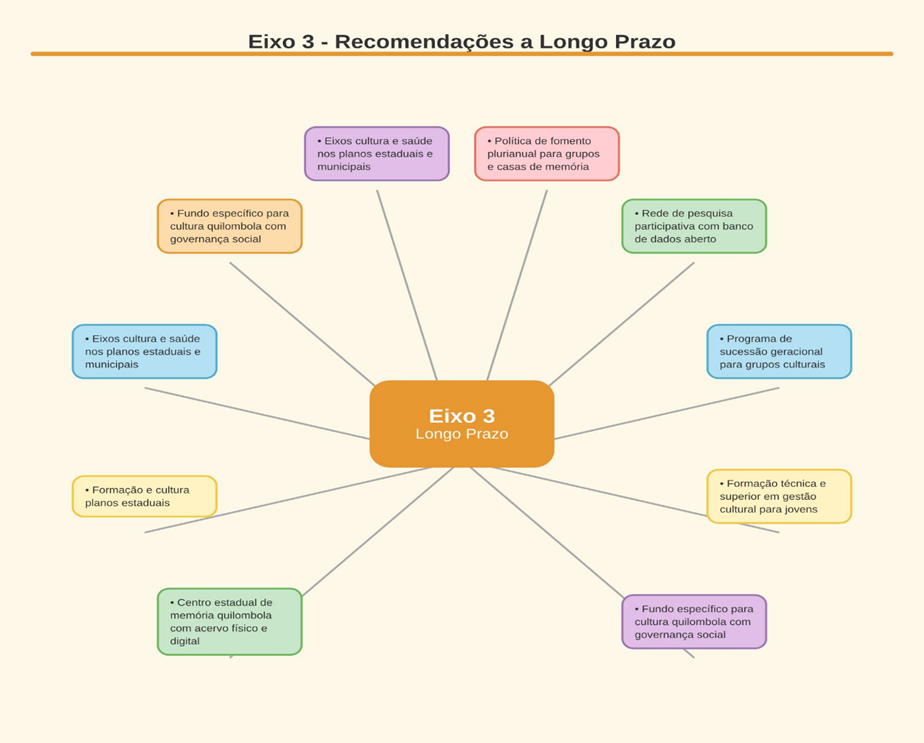 Eixo 3 - Recomendações a Longo Prazo
• Eixos cultura e saúde
nos planos estaduais e
municipais
• Política de fomento
plurianual para grupos
e casas de memória
• Fundo específico para
cultura quilombola com
governança social
• Rede de pesquisa
participativa com banco
de dados aberto
• Eixos cultura e saúde
nos planos estaduais e
municipais
• Programa de
sucessão geracional
para grupos culturais
Eixo 3
Longo Prazo
• Formação e cultura
planos estaduais
• Formação técnica e
superior em gestão
cultural para jovens
• Centro estadual de
memória quilombola
com acervo físico e
digital
• Fundo específico para
cultura quilombola com
governança social